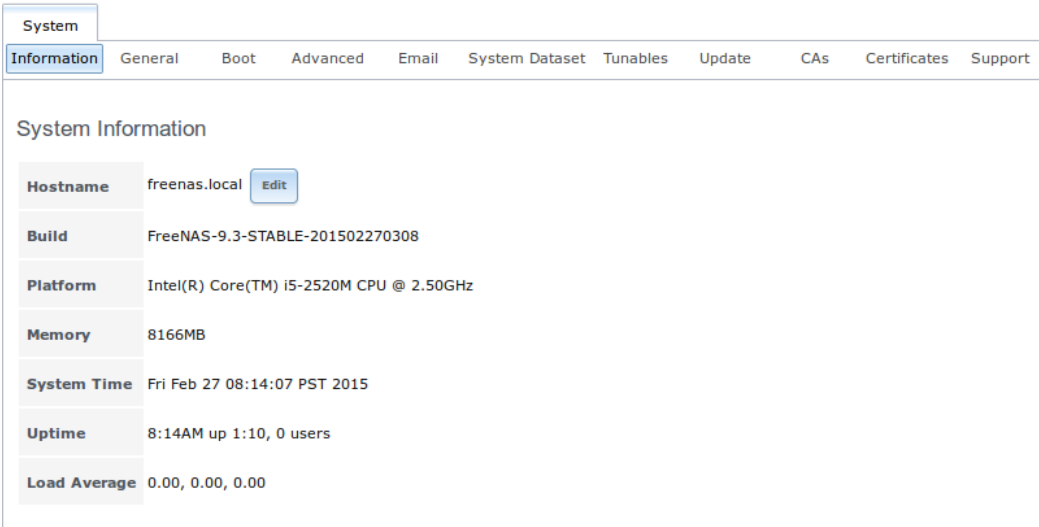 System
Information General Boot Advanced Email System Dataset Tunables Update CAs Certificates Support
System Information
Hostname freenas.local Edit
Build FreeNAS-9.3-STABLE-201502270308
Platform Intel(R) Core(TM) i5-2520M CPU @ 2.50GHz
Memory 8166MB
System Time Fri Feb 27 08:14:07 PST 2015
Uptime 8:14AM up 1:10, 0 users
Load Average 0.00, 0.00, 0.00